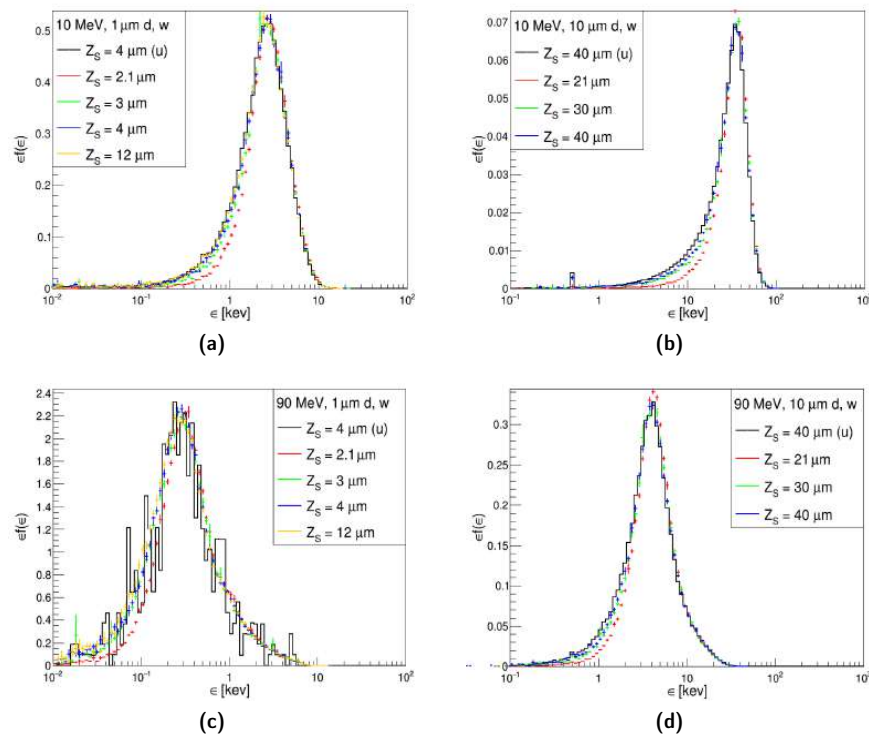 10 MeV, 1 μm d, w
Z_S = 4 μm (u)
Z_S = 2.1 μm
Z_S = 3 μm
Z_S = 4 μm
Z_S = 12 μm
εf(ε)
0.5
0.4
0.3
0.2
0.1
0
10⁻² 10⁻¹ 1 10 10²
ε [kev]
(a)
10 MeV, 10 μm d, w
Z_S = 40 μm (u)
Z_S = 21 μm
Z_S = 30 μm
Z_S = 40 μm
εf(ε)
0.07
0.06
0.05
0.04
0.03
0.02
0.01
0.00
10⁻¹ 1 10 10² 10³
ε [kev]
(b)
90 MeV, 1 μm d, w
Z_S = 4 μm (u)
Z_S = 2.1 μm
Z_S = 3 μm
Z_S = 4 μm
Z_S = 12 μm
εf(ε)
2.4
2.2
2
1.8
1.6
1.4
1.2
1
0.8
0.6
0.4
0.2
0
10⁻² 10⁻¹ 1 10 10²
ε [kev]
(c)
90 MeV, 10 μm d, w
Z_S = 40 μm (u)
Z_S = 21 μm
Z_S = 30 μm
Z_S = 40 μm
εf(ε)
0.3
0.25
0.2
0.15
0.1
0.05
0
10⁻¹ 1 10 10² 10³
ε [kev]
(d)